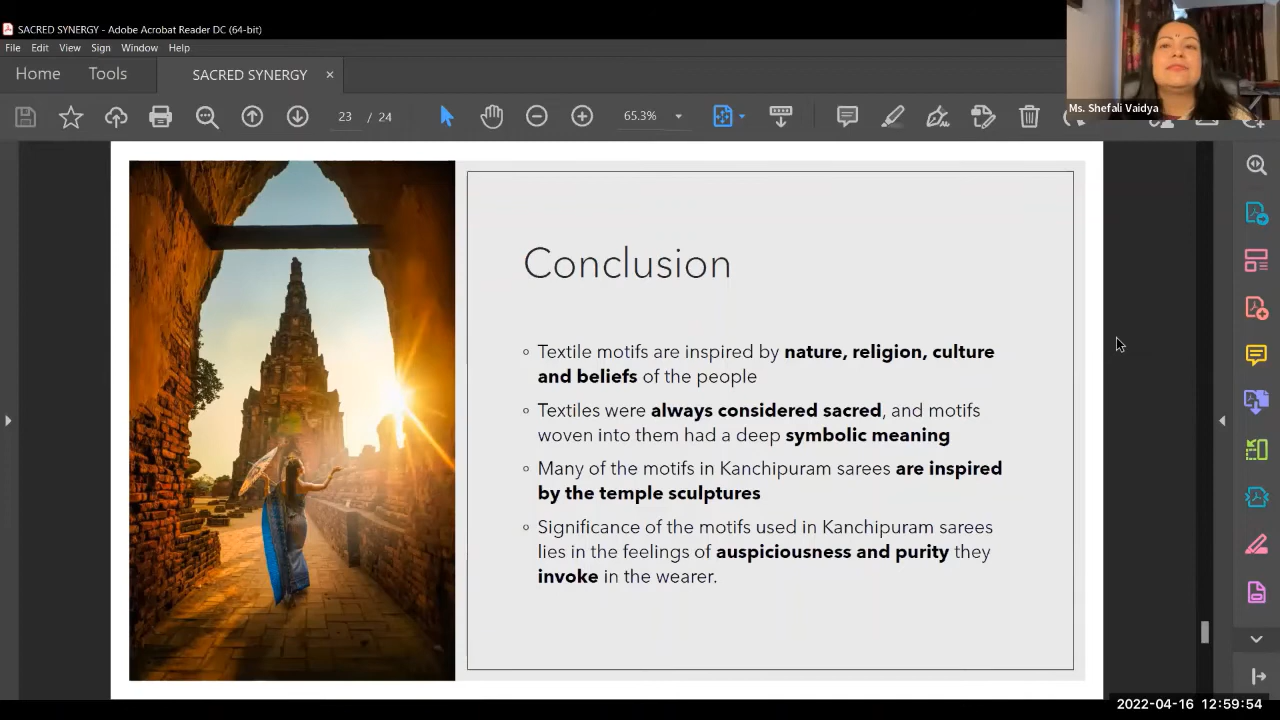 SACRED SYNERGY - Adobe Acrobat Reader DC (64-bit)
File Edit View Sign Window Help
Home Tools SACRED SYNERGY ×
23 / 24 65.3%
Ms. Shefali Vaidya
Conclusion
Textile motifs are inspired by nature, religion, culture
and beliefs of the people
Textiles were always considered sacred, and motifs
woven into them had a deep symbolic meaning
Many of the motifs in Kanchipuram sarees are inspired
by the temple sculptures
Significance of the motifs used in Kanchipuram sarees
lies in the feelings of auspiciousness and purity they
invoke in the wearer.
2022-04-16 12:59:54